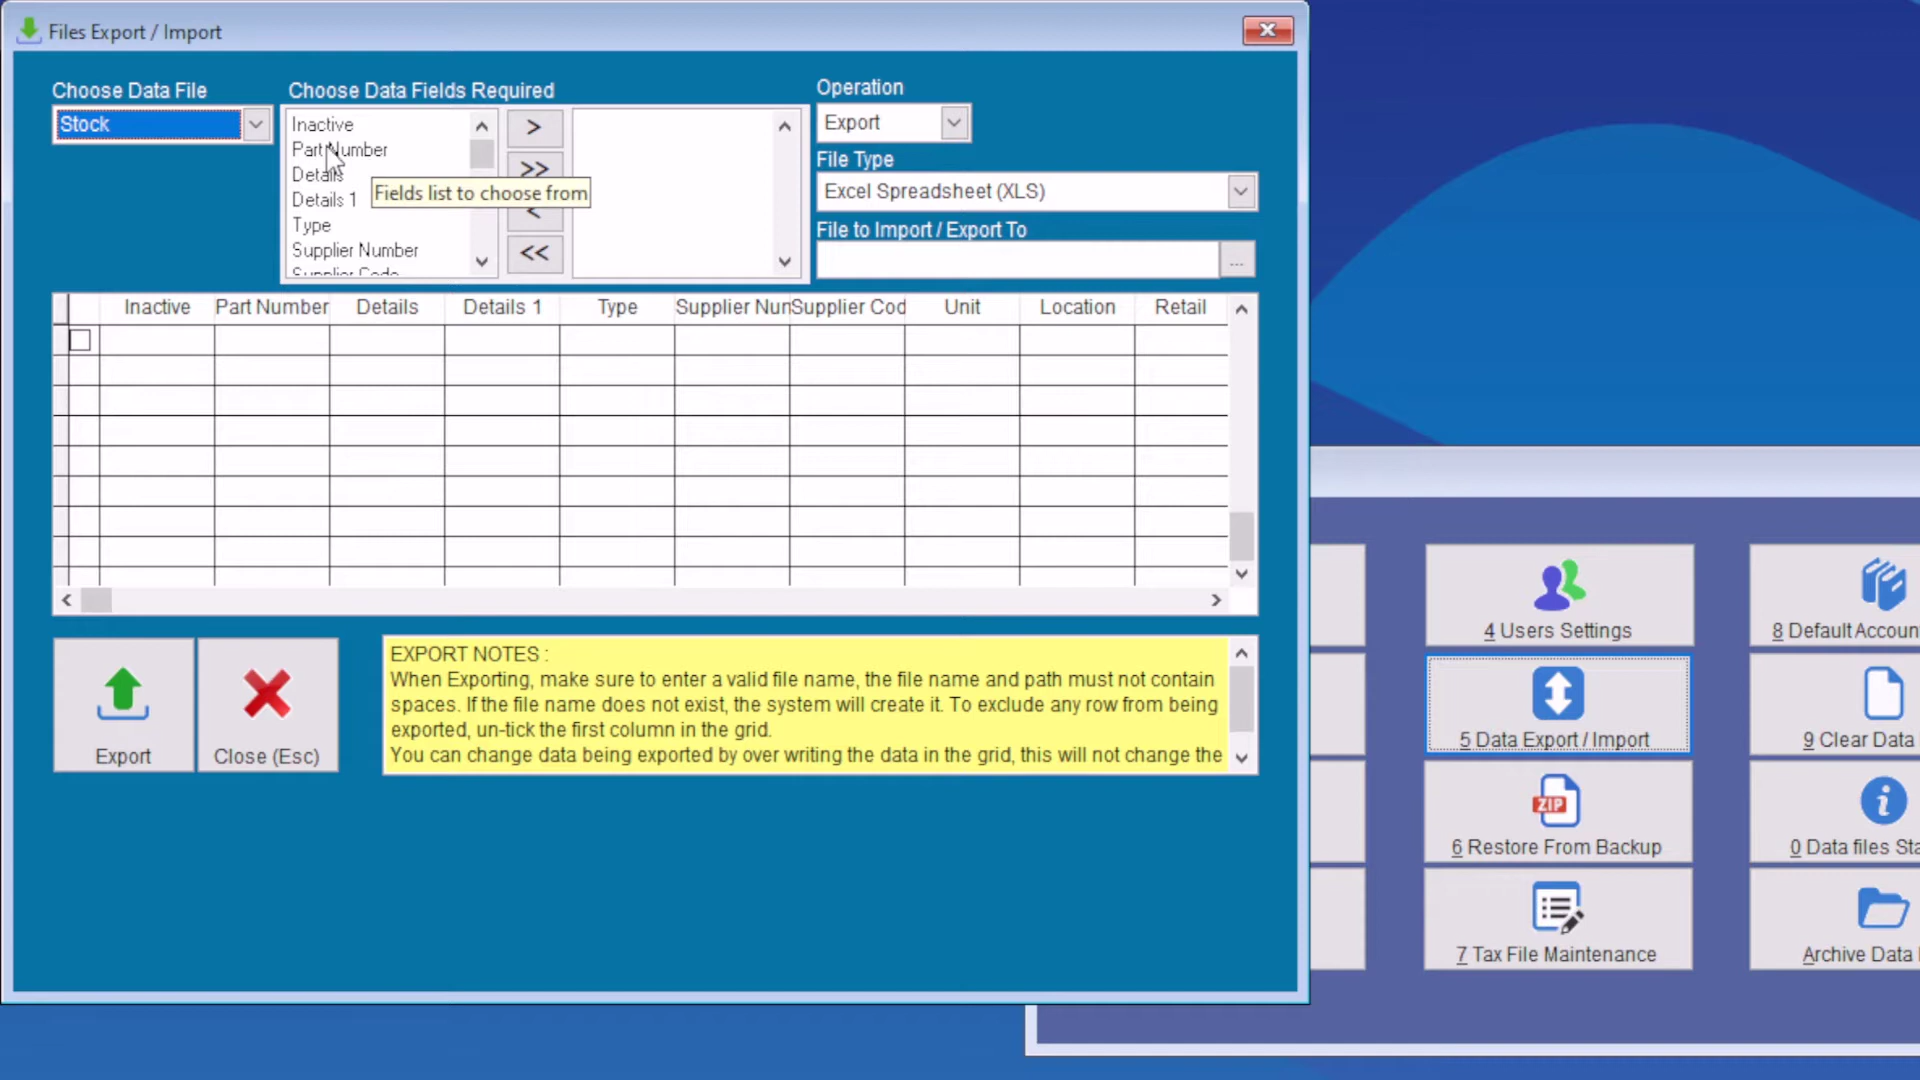 Files Export / Import
Choose Data File
Stock
Choose Data Fields Required
Inactive
Part Number
Details
Details 1
Type
Supplier Number
Supplier Code
>
>>
<
<<
Fields list to choose from
Operation
Export
File Type
Excel Spreadsheet (XLS)
File to Import / Export To
...
Inactive Part Number Details Details 1 Type Supplier Num Supplier Cod Unit Location Retail
Export
Close (Esc)
EXPORT NOTES :
When Exporting, make sure to enter a valid file name, the file name and path must not contain
spaces. If the file name does not exist, the system will create it. To exclude any row from being
exported, un-tick the first column in the grid.
You can change data being exported by over writing the data in the grid, this will not change the
4 Users Settings
8 Default Accoun
5 Data Export / Import
9 Clear Data
ZIP
6 Restore From Backup
0 Data files Sta
7 Tax File Maintenance
Archive Data